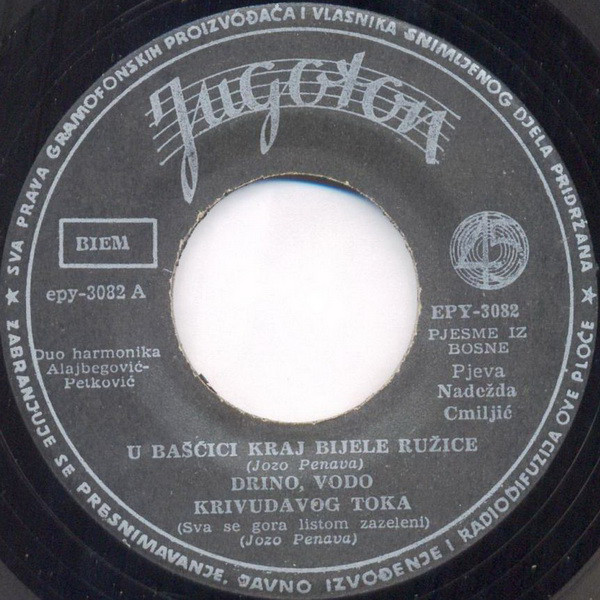 ★ SVA PRAVA GRAMOFONSKIH PROIZVOĐAČA I VLASNIKA SNIMLJENOG DJELA PRIDRŽANA ★
Jugoton
BIEM
epy-3082 A
Duo harmonika
Alajbegović-
Petković
EPY-3082
PJESME IZ
BOSNE
Pjeva
Nadežda
Cmiljić
U BAŠČICI KRAJ BIJELE RUŽICE
(Jozo Penava)
DRINO, VODO
KRIVUDAVOG TOKA
(Sva se gora listom zazeleni)
(Jozo Penava)
ZABRANJUJE SE PRESNIMAVANJE, JAVNO IZVOĐENJE I RADIODIFUZIJA OVE PLOČE